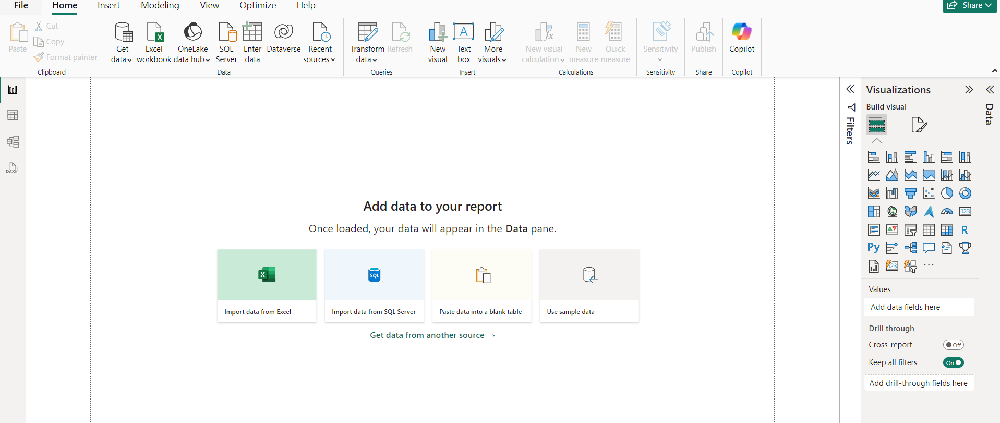 File Home Insert Modeling View Optimize Help
Share
Paste
Cut
Copy
Format painter
Clipboard
Get data
Excel workbook
OneLake data hub
SQL Server
Enter data
Dataverse
Recent sources
Data
Transform data
Refresh
Queries
New visual
Text box
More visuals
Insert
New visual calculation
New measure
Quick measure
Calculations
Sensitivity
Sensitivity
Publish
Share
Copilot
Copilot
DAX
Add data to your report
Once loaded, your data will appear in the Data pane.
SQL
Import data from Excel
Import data from SQL Server
Paste data into a blank table
Use sample data
Get data from another source →
Filters
Visualizations
Build visual
123
R
Py
123
Values
Add data fields here
Drill through
Cross-report
Off
Keep all filters
On
Add drill-through fields here
Data